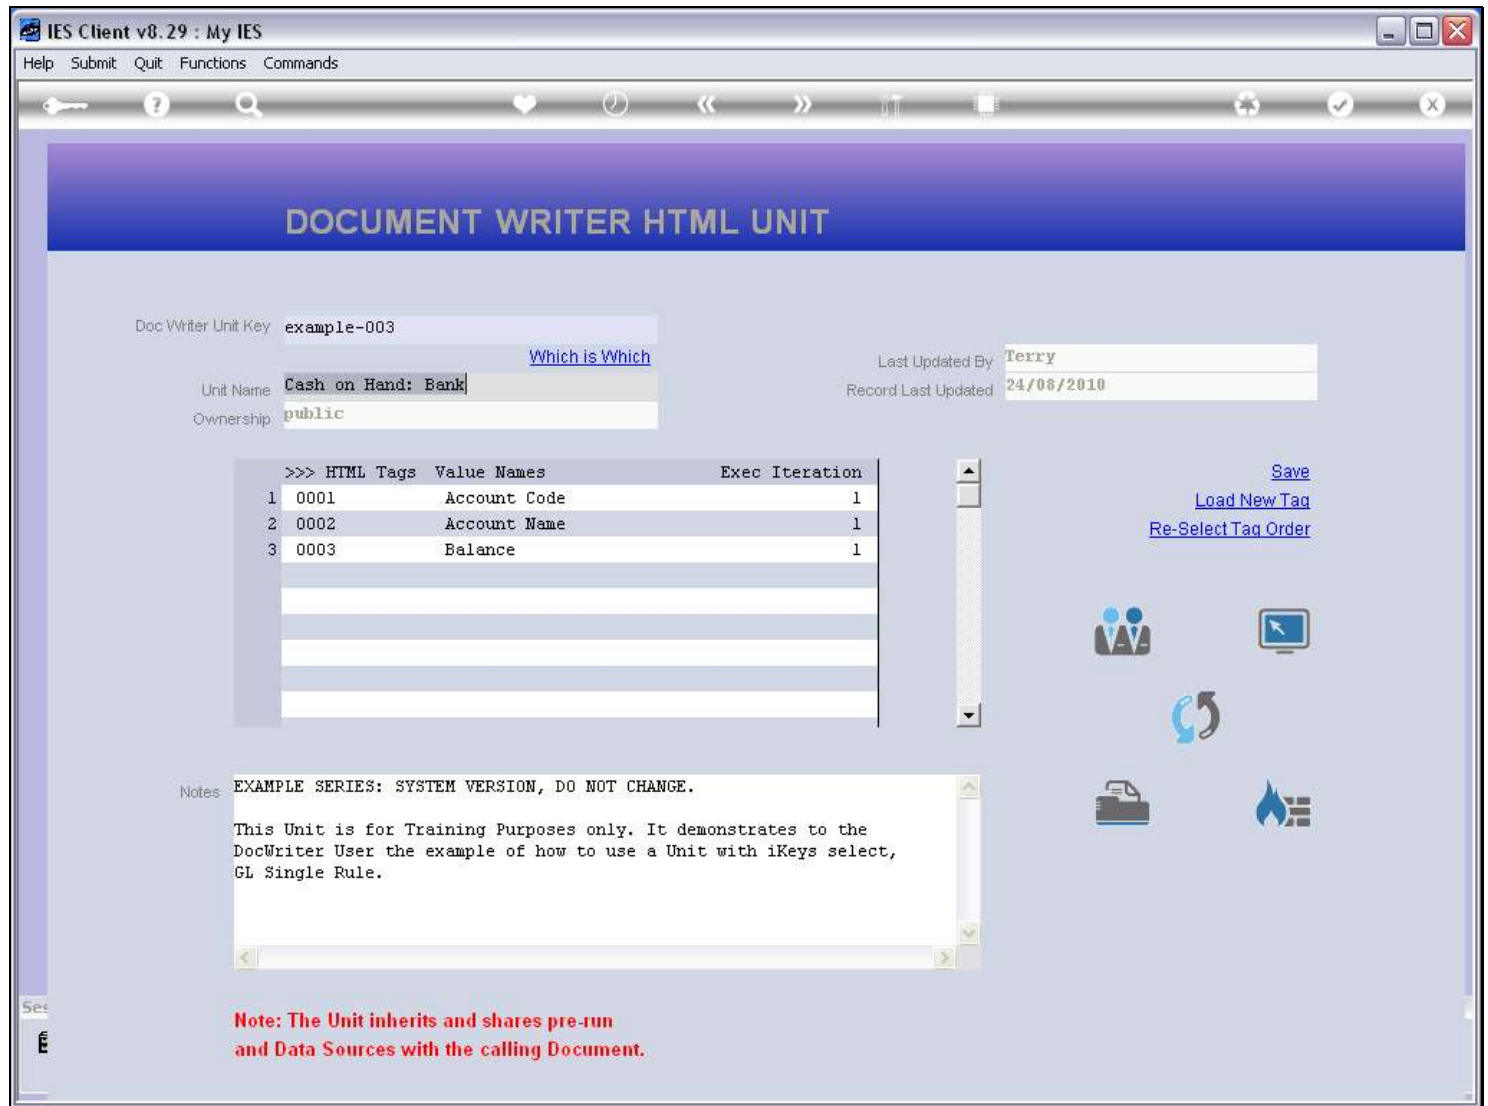 IES Client v8.29 : My IES
Help Submit Quit Functions Commands
DOCUMENT WRITER HTML UNIT
Doc Writer Unit Key example-003
Which is Which
Last Updated By Terry
Unit Name Cash on Hand: Bank
Record Last Updated 24/08/2010
Ownership public
>>> HTML Tags Value Names Exec Iteration
1 0001 Account Code 1
2 0002 Account Name 1
3 0003 Balance 1
Save
Load New Tag
Re-Select Tag Order
Notes
EXAMPLE SERIES: SYSTEM VERSION, DO NOT CHANGE.
This Unit is for Training Purposes only. It demonstrates to the
DocWriter User the example of how to use a Unit with iKeys select,
GL Single Rule.
Note: The Unit inherits and shares pre-run
and Data Sources with the calling Document.